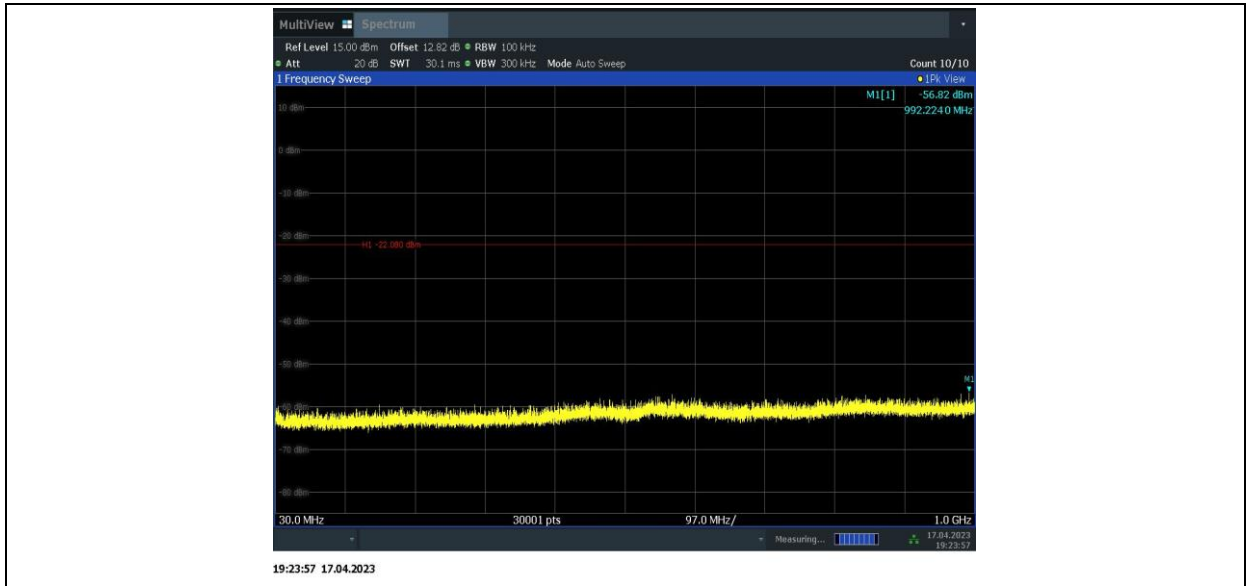 MultiView Spectrum
Ref Level 15.00 dBm Offset 12.82 dB RBW 100 kHz
Att 20 dB SWT 30.1 ms VBW 300 kHz Mode Auto Sweep Count 10/10
1 Frequency Sweep 1Pk View
M1[1] -56.82 dBm
10 dBm
992.2240 MHz
0 dBm
-10 dBm
-20 dBm
H1 -22.080 dBm
-30 dBm
-40 dBm
-50 dBm
M1
-60 dBm
-70 dBm
-80 dBm
30.0 MHz 30001 pts 97.0 MHz/ 1.0 GHz
Measuring... 17.04.2023
19:23:57
19:23:57 17.04.2023